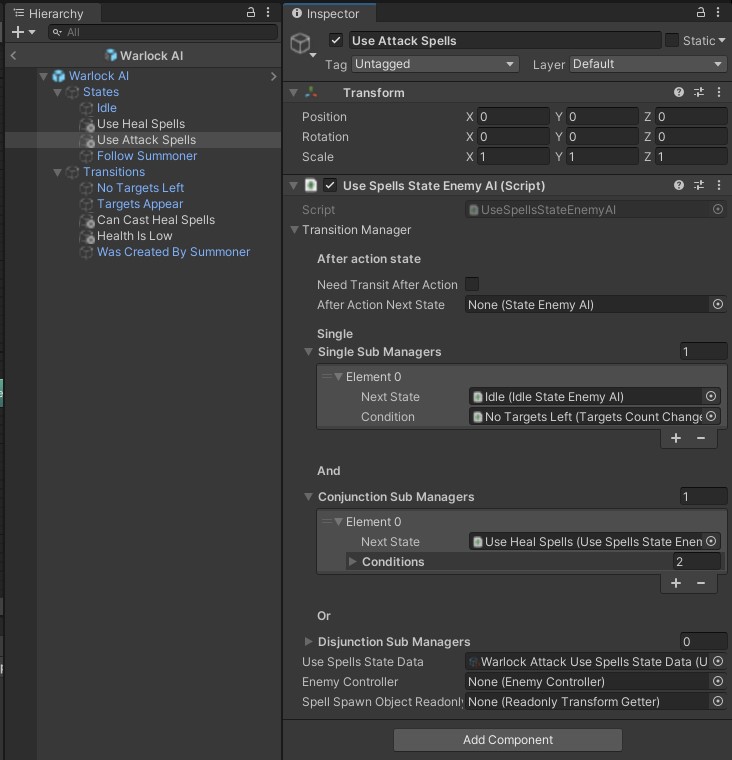 Hierarchy
All
Warlock AI
Warlock AI
States
Idle
Use Heal Spells
Use Attack Spells
Follow Summoner
Transitions
No Targets Left
Targets Appear
Can Cast Heal Spells
Health Is Low
Was Created By Summoner
Inspector
Use Attack Spells Static
Tag Untagged Layer Default
Transform
Position X 0 Y 0 Z 0
Rotation X 0 Y 0 Z 0
Scale X 1 Y 1 Z 1
Use Spells State Enemy AI (Script)
Script UseSpellsStateEnemyAI
Transition Manager
After action state
Need Transit After Action
After Action Next State None (State Enemy AI)
Single
Single Sub Managers 1
Element 0
Next State Idle (Idle State Enemy AI)
Condition No Targets Left (Targets Count Change
And
Conjunction Sub Managers 1
Element 0
Next State Use Heal Spells (Use Spells State Enen
Conditions 2
Or
Disjunction Sub Managers 0
Use Spells State Data Warlock Attack Use Spells State Data (U
Enemy Controller None (Enemy Controller)
Spell Spawn Object Readonly None (Readonly Transform Getter)
Add Component